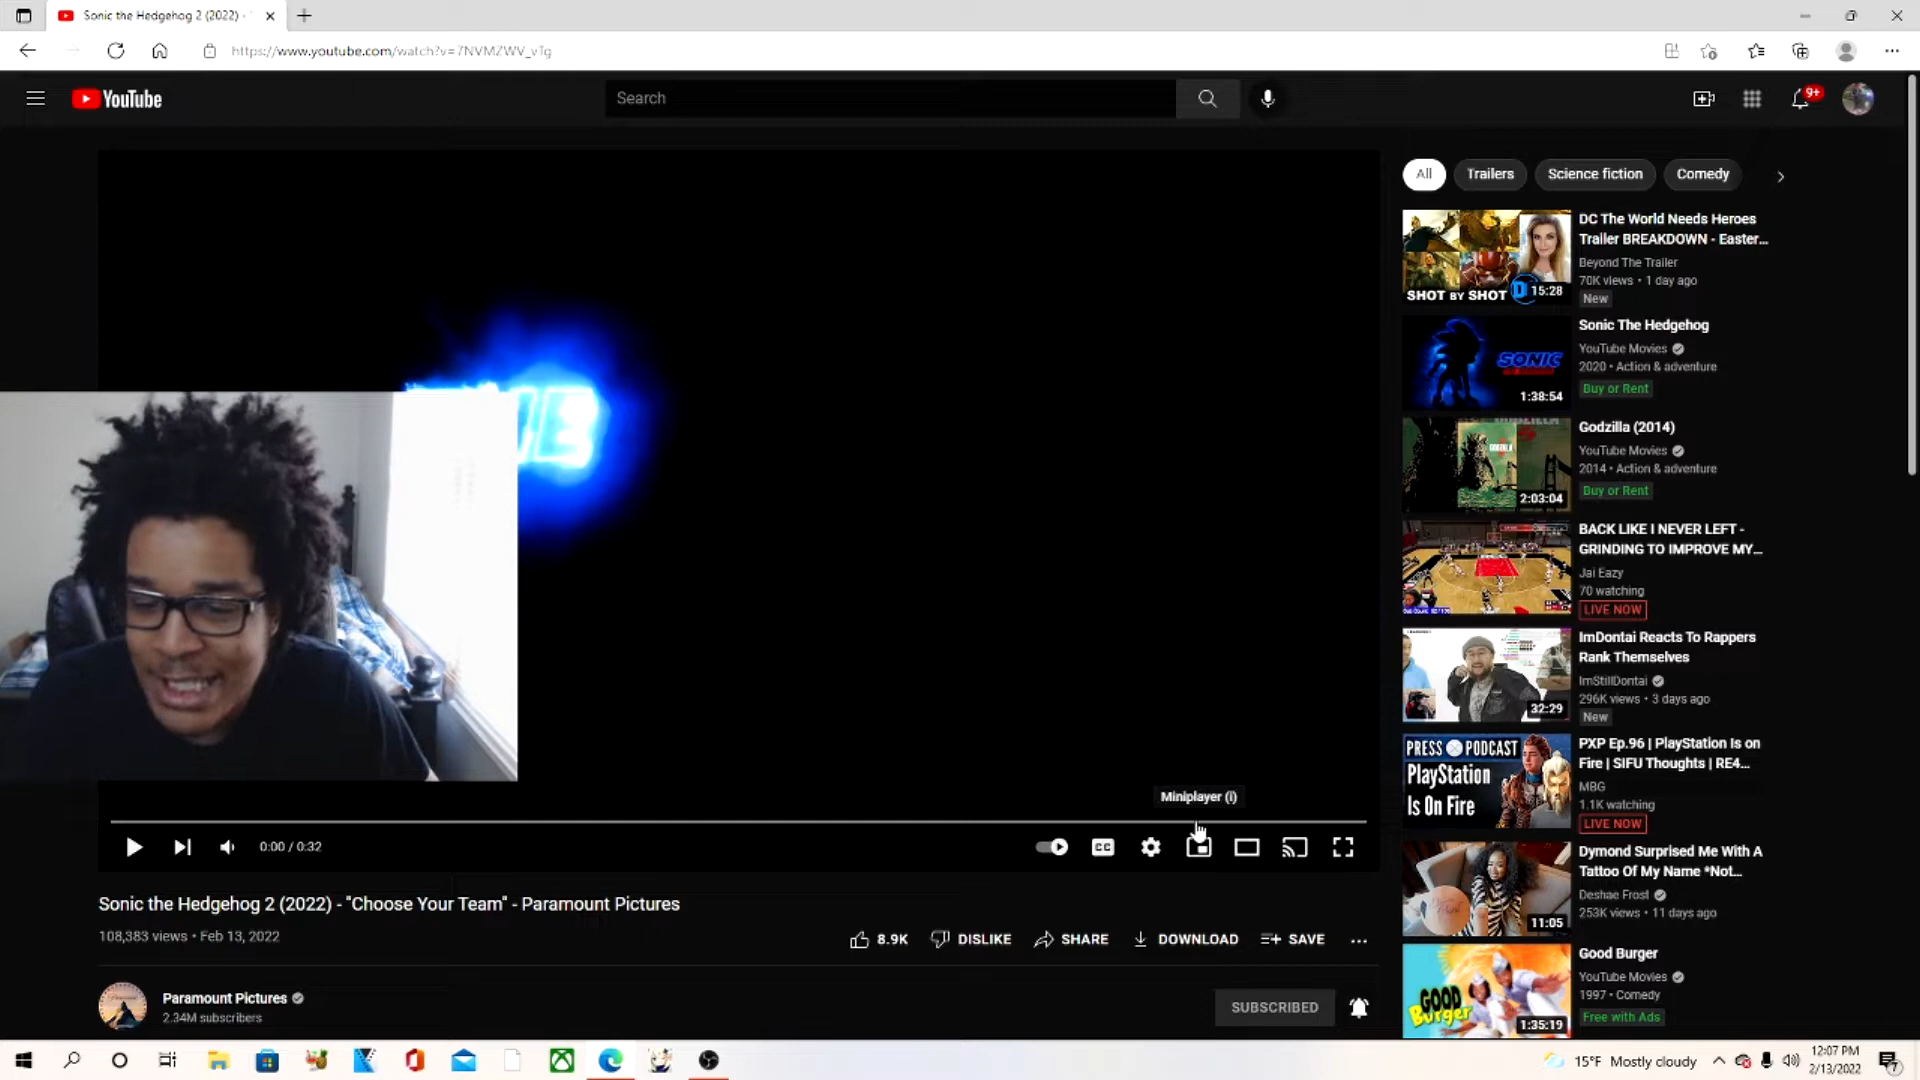 Sonic the Hedgehog 2 (2022) -
https://www.youtube.com/watch?v=7NVMZWV_vTg
YouTube
Search
9+
All
Trailers
Science fiction
Comedy
SHOT BY SHOT
15:28
DC The World Needs Heroes
Trailer BREAKDOWN - Easter...
Beyond The Trailer
70K views • 1 day ago
New
SONIC
1:38:54
Sonic The Hedgehog
YouTube Movies
2020 • Action & adventure
Buy or Rent
2:03:04
Godzilla (2014)
YouTube Movies
2014 • Action & adventure
Buy or Rent
BACK LIKE I NEVER LEFT -
GRINDING TO IMPROVE MY...
Jai Eazy
70 watching
LIVE NOW
32:29
ImDontai Reacts To Rappers
Rank Themselves
ImStillDontai
296K views • 3 days ago
New
PRESS PODCAST
PlayStation
Is On Fire
PXP Ep.96 | PlayStation Is on
Fire | SIFU Thoughts | RE4...
MBG
1.1K watching
LIVE NOW
11:05
Dymond Surprised Me With A
Tattoo Of My Name *Not...
Deshae Frost
253K views • 11 days ago
GOOD
Burger
1:35:19
Good Burger
YouTube Movies
1997 • Comedy
Free with Ads
Miniplayer (i)
0:00 / 0:32
CC
Sonic the Hedgehog 2 (2022) - "Choose Your Team" - Paramount Pictures
108,383 views • Feb 13, 2022
8.9K
DISLIKE
SHARE
DOWNLOAD
SAVE
Paramount Pictures
2.34M subscribers
SUBSCRIBED
15°F Mostly cloudy
12:07 PM
2/13/2022
7